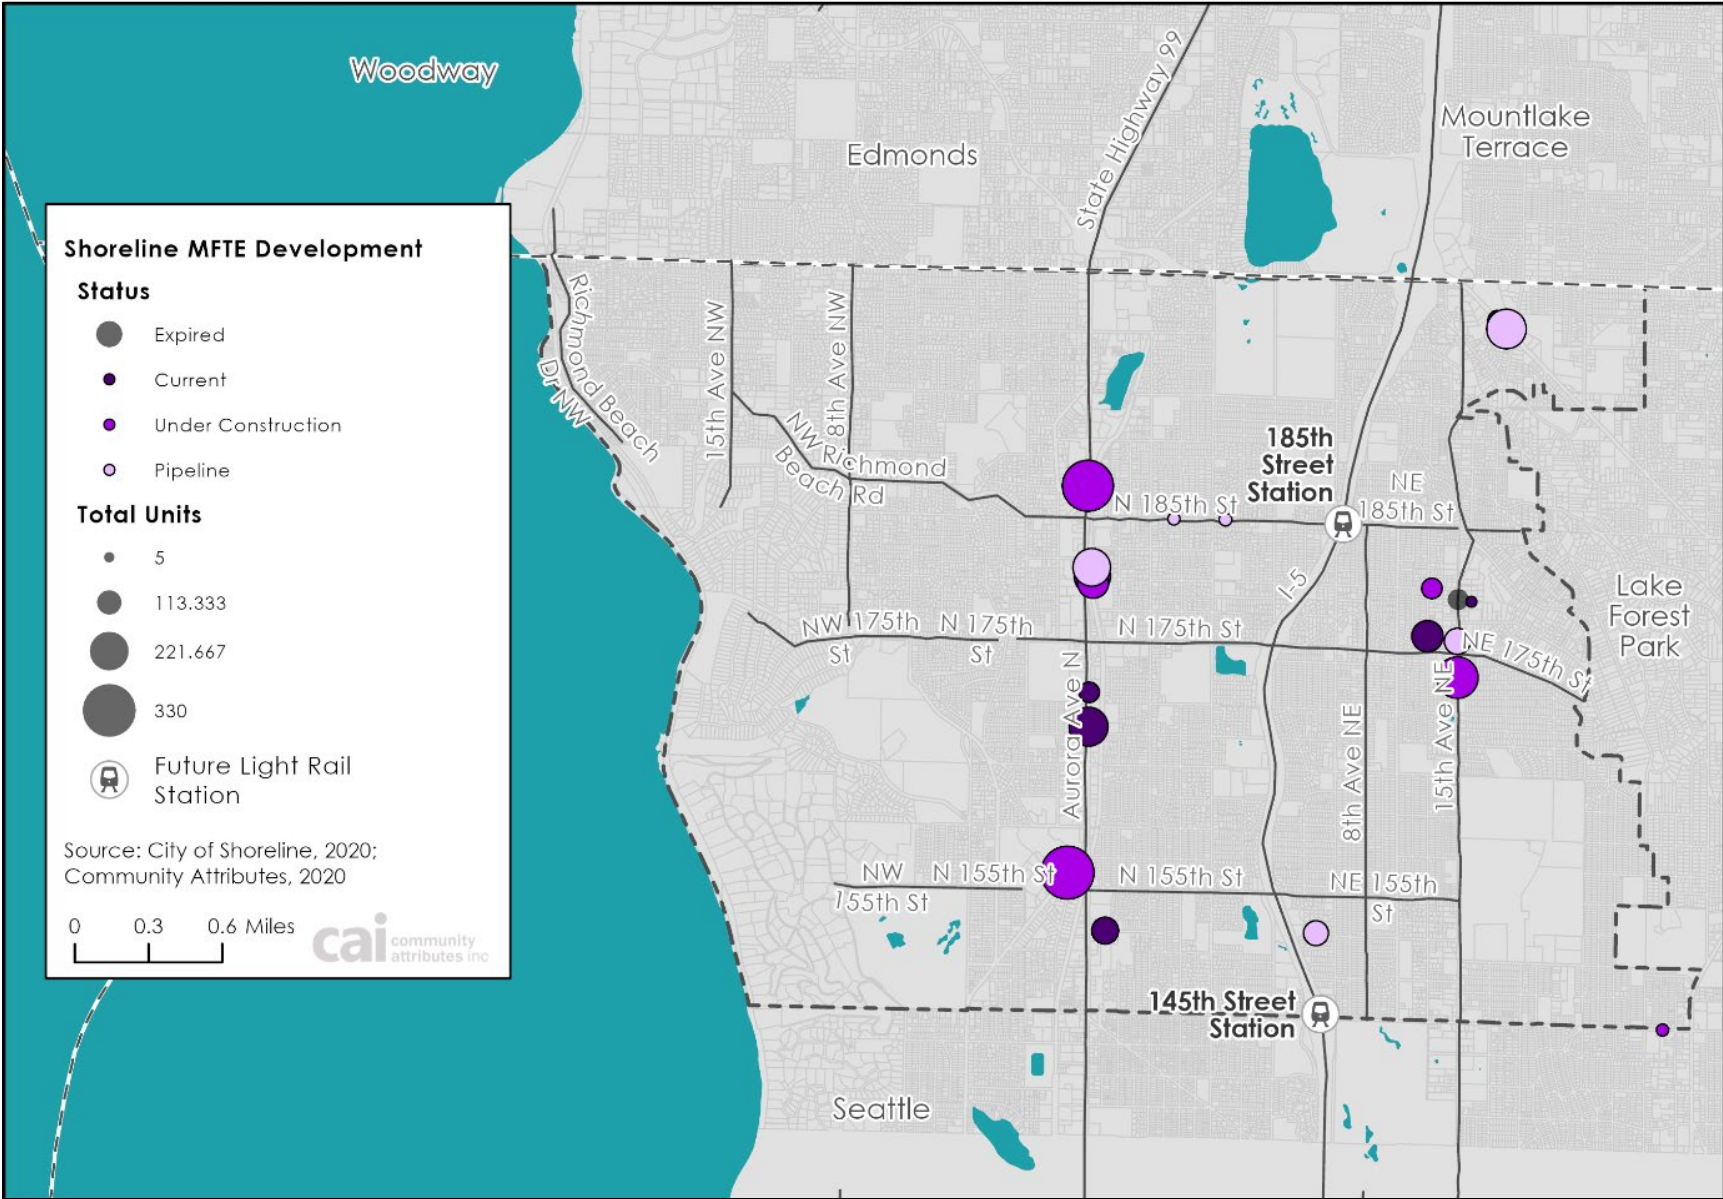 Woodway
Edmonds
State Highway 99
Mountlake
Terrace
Shoreline MFTE Development
Status
Expired
Current
Under Construction
Pipeline
Total Units
5
113.333
221.667
330
Future Light Rail
Station
Source: City of Shoreline, 2020;
Community Attributes, 2020
0 0.3 0.6 Miles
cai community
attributes inc
Richmond Beach
Dr NW
15th Ave NW
8th Ave NW
NW Richmond
Beach Rd
185th
Street
Station
N 185th St
NE
185th St
I-5
Lake
Forest
Park
NW 175th
St
N 175th
St
N 175th St
NE 175th St
Aurora Ave N
8th Ave NE
15th Ave NE
NW
155th St
N 155th St
N 155th St
NE 155th
St
145th Street
Station
Seattle